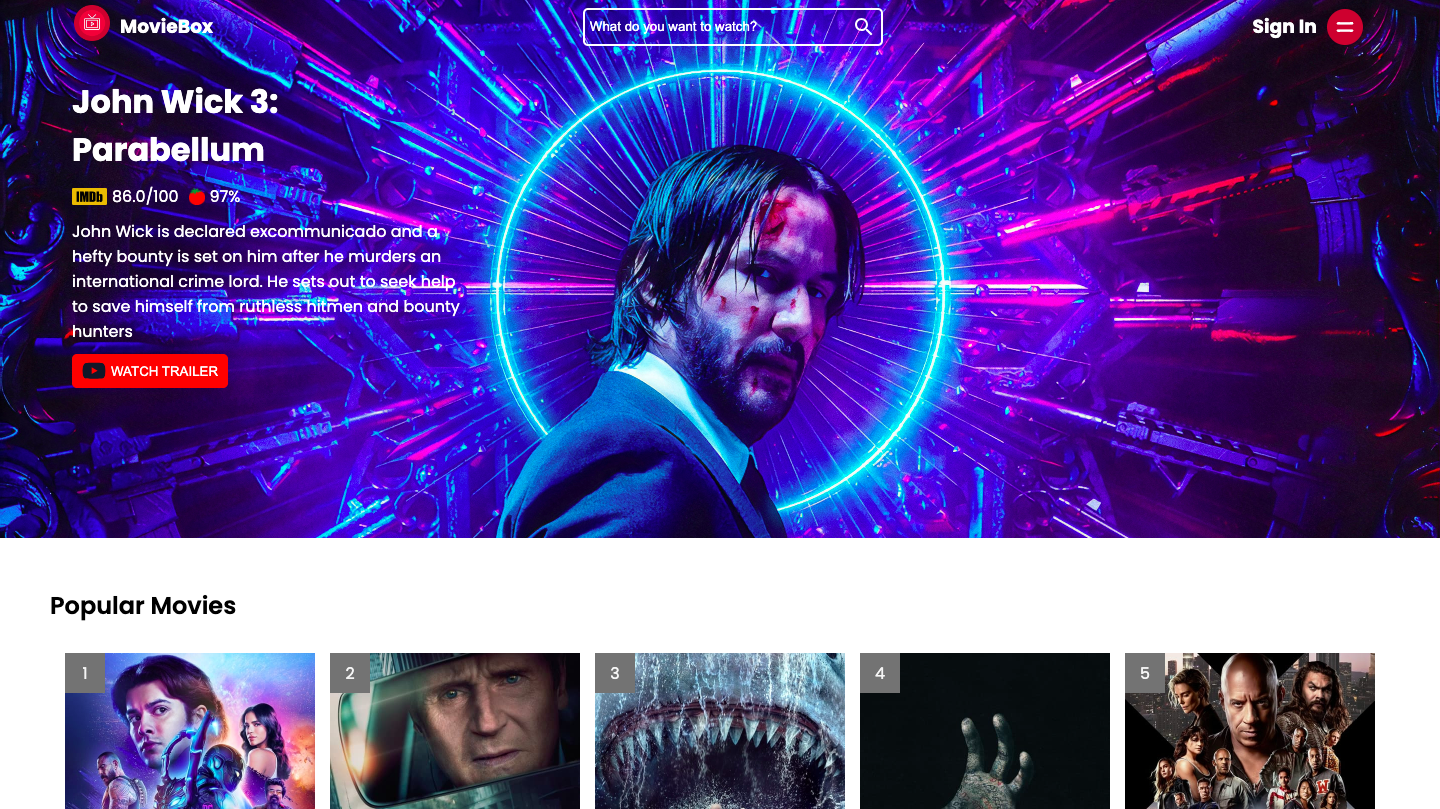 MovieBox
What do you want to watch?
Sign In
John Wick 3:
Parabellum
IMDb 86.0/100 97%
John Wick is declared excommunicado and a
hefty bounty is set on him after he murders an
international crime lord. He sets out to seek help
to save himself from ruthless hitmen and bounty
hunters
WATCH TRAILER
Popular Movies
1
2
3
4
5